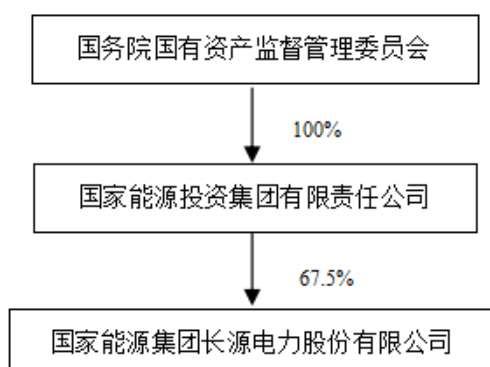 国务院国有资产监督管理委员会
100%
国家能源投资集团有限责任公司
67.5%
国家能源集团长源电力股份有限公司